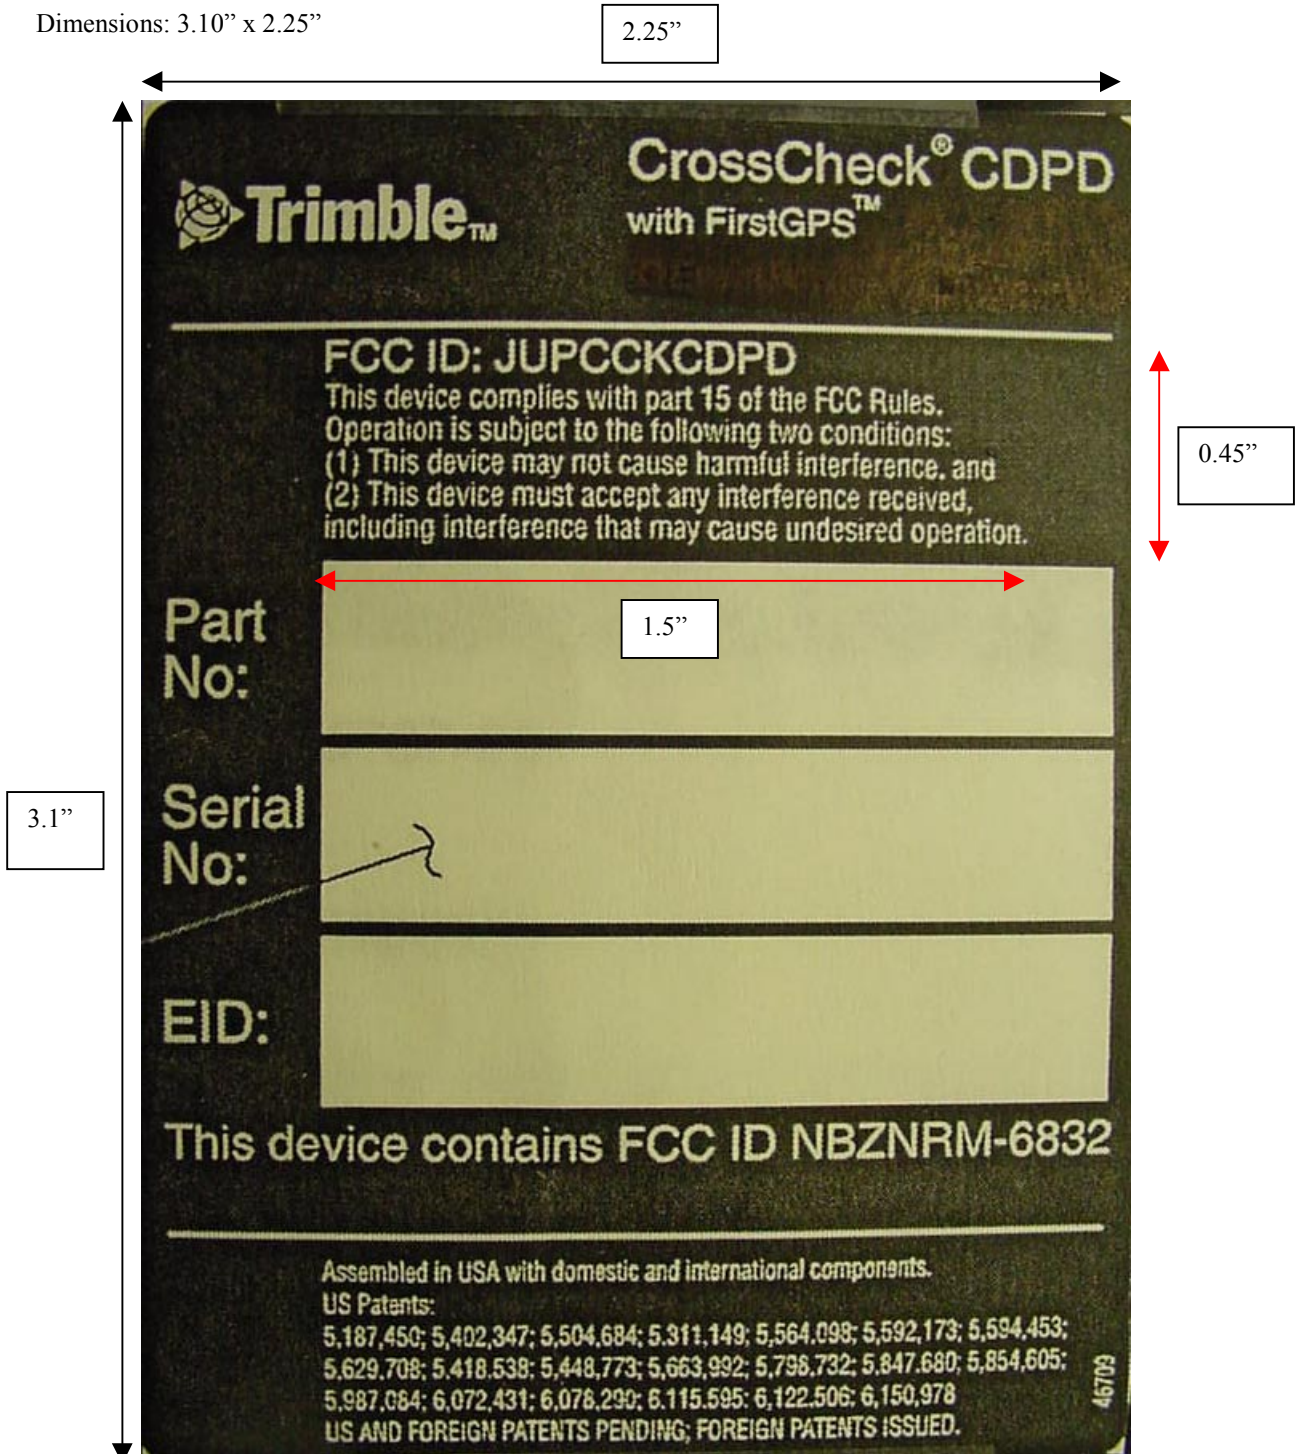 Dimensions: 3.10” x 2.25”
2.25”
Trimble™
CrossCheck® CDPD
with FirstGPS™
FCC ID: JUPCCKCDPD
This device complies with part 15 of the FCC Rules.
Operation is subject to the following two conditions:
(1) This device may not cause harmful interference. and
(2) This device must accept any interference received,
including interference that may cause undesired operation.
0.45”
1.5”
Part
No:
3.1”
Serial
No:
EID:
This device contains FCC ID NBZNRM-6832
Assembled in USA with domestic and international components.
US Patents:
5,187,450; 5,402,347; 5,504,684; 5,311,149; 5,564,098; 5,592,173; 5,594,453;
5,629,708; 5,418,538; 5,448,773; 5,663,992; 5,798,732; 5,847,680; 5,854,605;
5,987,084; 6,072,431; 6,078,290; 6,115,595; 6,122,506; 6,150,978
US AND FOREIGN PATENTS PENDING; FOREIGN PATENTS ISSUED.
46709